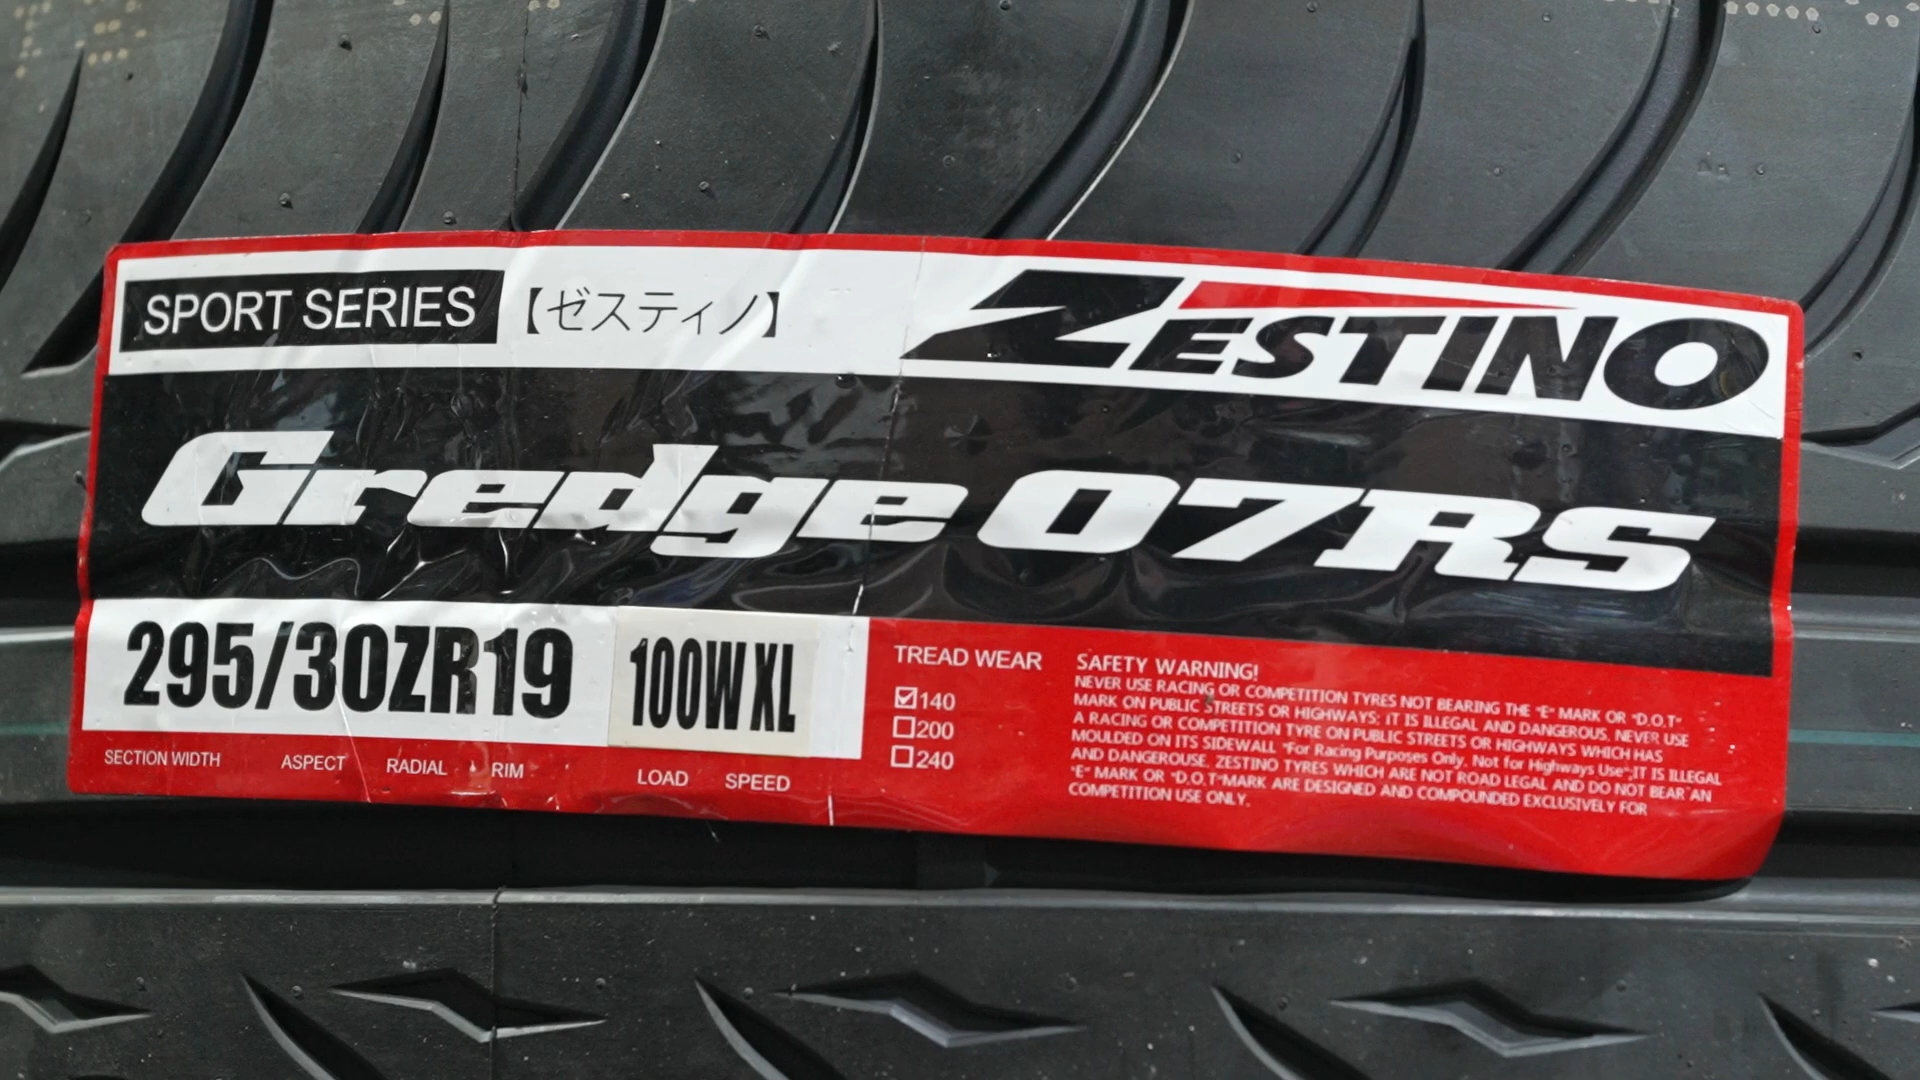 SPORT SERIES 【ゼスティノ】 ZESTINO
Gredge 07RS
295/30ZR19 100W XL
SECTION WIDTH ASPECT RADIAL RIM LOAD SPEED
TREAD WEAR
☑140
☐200
☐240
SAFETY WARNING!
NEVER USE RACING OR COMPETITION TYRES NOT BEARING THE "E" MARK OR "D.O.T"
MARK ON PUBLIC STREETS OR HIGHWAYS; IT IS ILLEGAL AND DANGEROUS. NEVER USE
A RACING OR COMPETITION TYRE ON PUBLIC STREETS OR HIGHWAYS WHICH HAS
MOULDED ON ITS SIDEWALL "For Racing Purposes Only. Not for Highways Use";IT IS ILLEGAL
AND DANGEROUSE. ZESTINO TYRES WHICH ARE NOT ROAD LEGAL AND DO NOT BEAR AN
"E" MARK OR "D.O.T"MARK ARE DESIGNED AND COMPOUNDED EXCLUSIVELY FOR
COMPETITION USE ONLY.